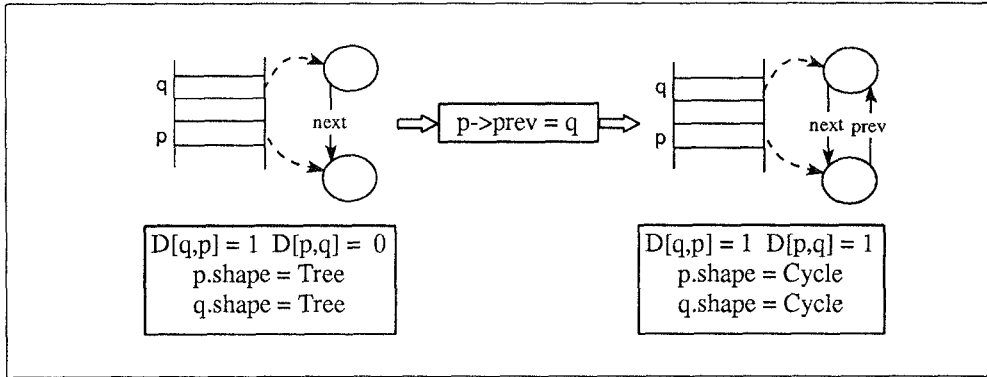 q
p
next
p->prev = q
q
p
next prev
D[q,p] = 1 D[p,q] = 0
p.shape = Tree
q.shape = Tree
D[q,p] = 1 D[p,q] = 1
p.shape = Cycle
q.shape = Cycle